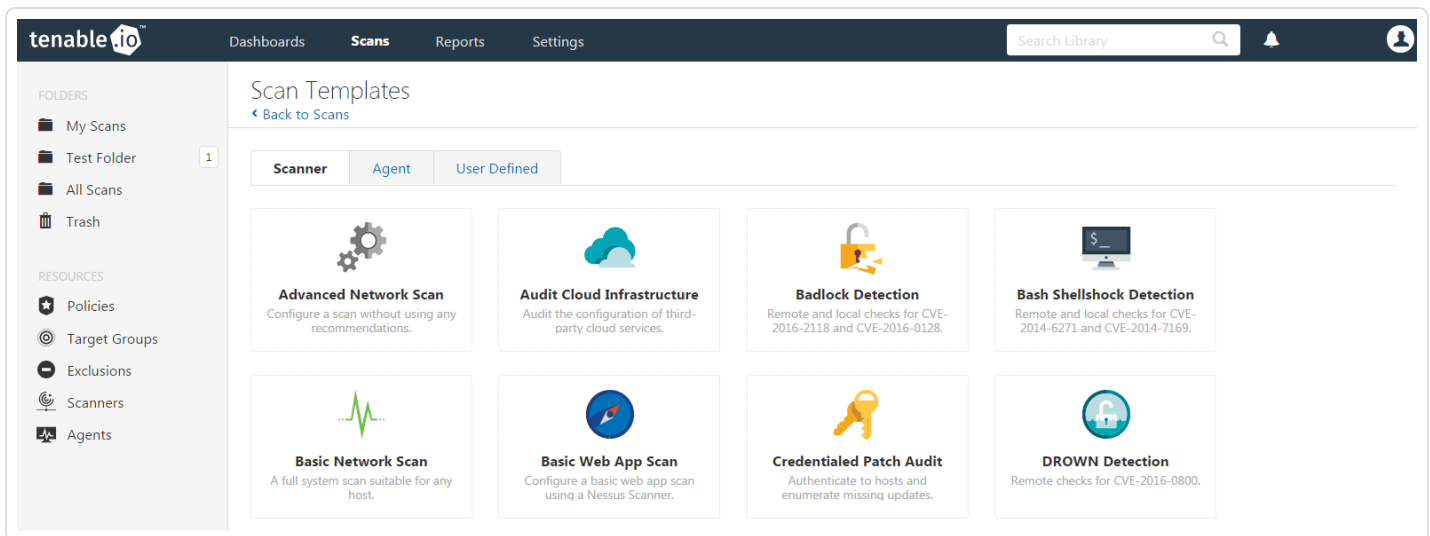 tenable.io™
Dashboards
Scans
Reports
Settings
Search Library
FOLDERS
My Scans
Test Folder 1
All Scans
Trash
RESOURCES
Policies
Target Groups
Exclusions
Scanners
Agents
Scan Templates
Back to Scans
Scanner
Agent
User Defined
Advanced Network Scan
Configure a scan without using any
recommendations.
Audit Cloud Infrastructure
Audit the configuration of third-
party cloud services.
Badlock Detection
Remote and local checks for CVE-
2016-2118 and CVE-2016-0128.
$_
Bash Shellshock Detection
Remote and local checks for CVE-
2014-6271 and CVE-2014-7169.
Basic Network Scan
A full system scan suitable for any
host.
Basic Web App Scan
Configure a basic web app scan
using a Nessus Scanner.
Credentialed Patch Audit
Authenticate to hosts and
enumerate missing updates.
DROWN Detection
Remote checks for CVE-2016-0800.